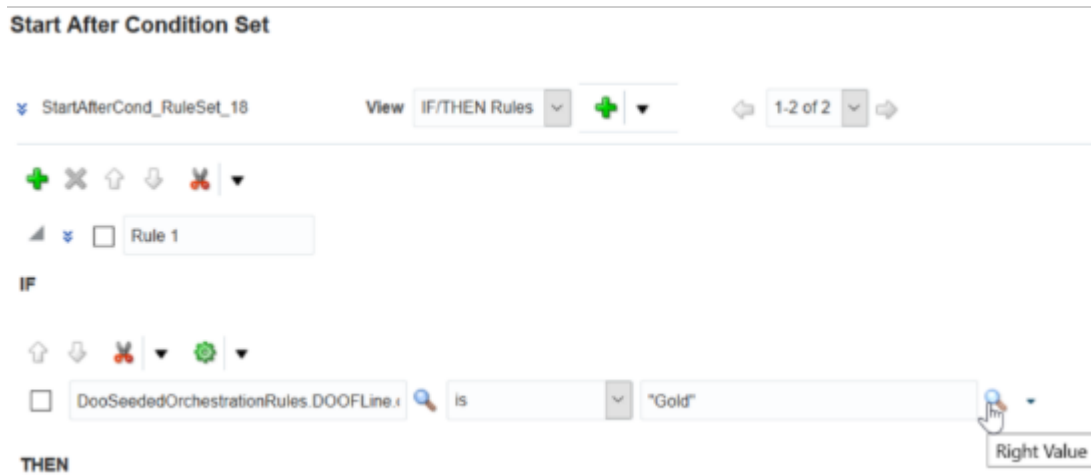 Start After Condition Set
StartAfterCond_RuleSet_18 View IF/THEN Rules 1-2 of 2
Rule 1
IF
DooSeededOrchestrationRules.DOOFLine. is "Gold"
Right Value
THEN